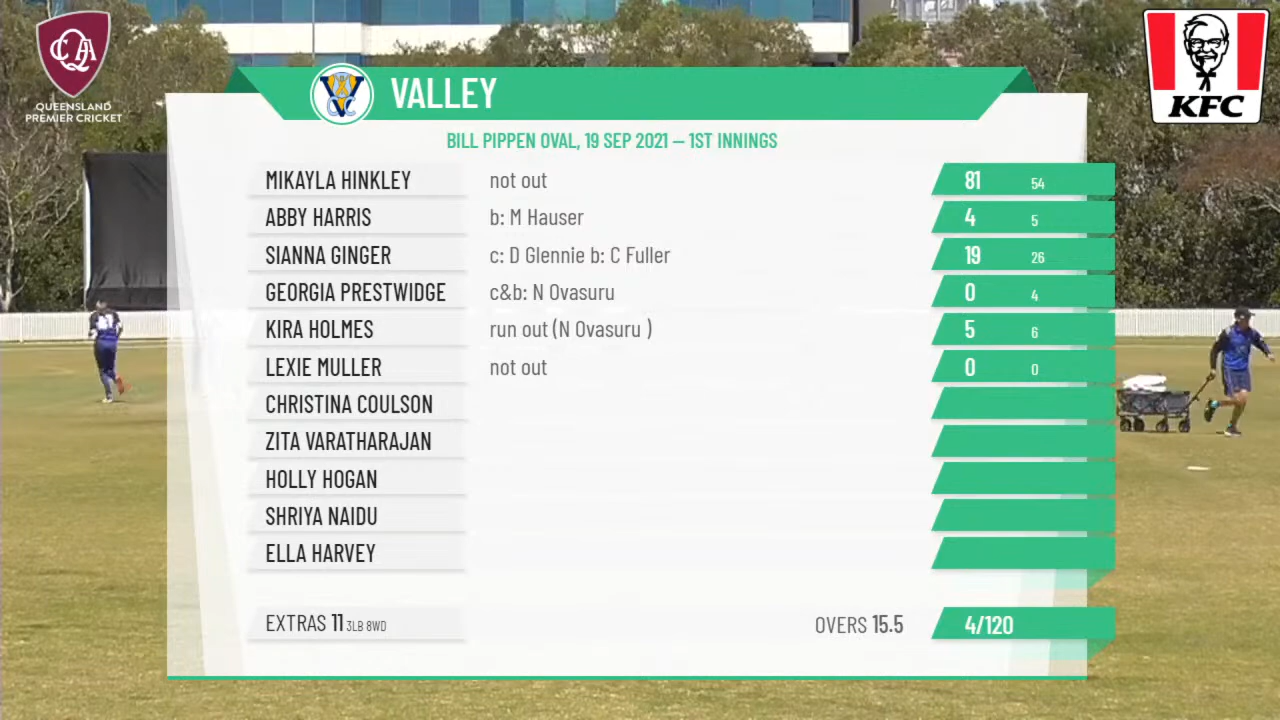 QUEENSLAND
PREMIER CRICKET
KFC
VALLEY
BILL PIPPEN OVAL, 19 SEP 2021 – 1ST INNINGS
MIKAYLA HINKLEY not out 81 54
ABBY HARRIS b: M Hauser 4 5
SIANNA GINGER c: D Glennie b: C Fuller 19 26
GEORGIA PRESTWIDGE c&b: N Ovasuru 0 4
KIRA HOLMES run out (N Ovasuru ) 5 6
LEXIE MULLER not out 0 0
CHRISTINA COULSON
ZITA VARATHARAJAN
HOLLY HOGAN
SHRIYA NAIDU
ELLA HARVEY
EXTRAS 11 3LB 8WD OVERS 15.5 4/120